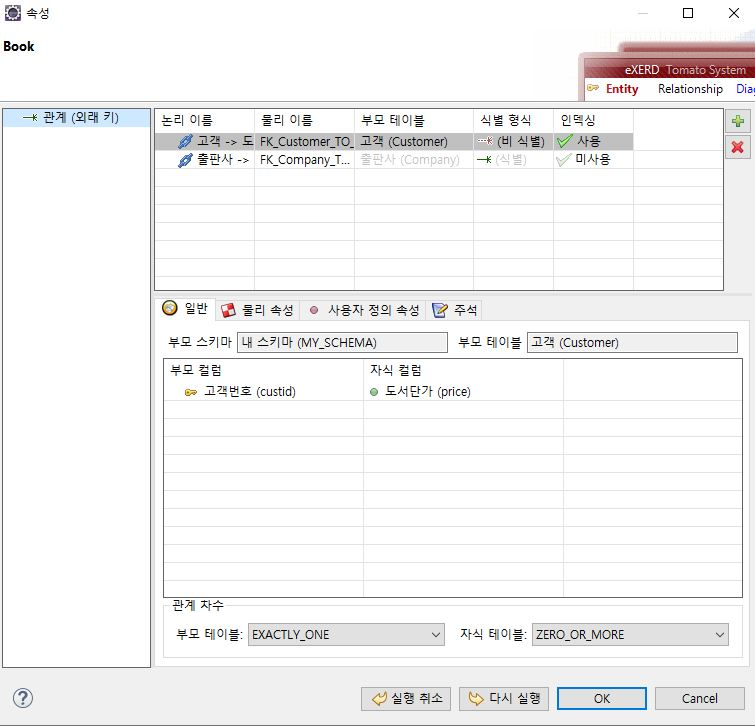 속성
Book
eXERD Tomato System
Entity Relationship Dia
관계 (외래 키)
논리 이름 물리 이름 부모 테이블 식별 형식 인덱싱
고객 -> 도 FK_Customer_TO_ 고객 (Customer) (비 식별) 사용
출판사 -> FK_Company_T... 출판사 (Company) (식별) 미사용
일반 물리 속성 사용자 정의 속성 주석
부모 스키마 내 스키마 (MY_SCHEMA) 부모 테이블 고객 (Customer)
부모 컬럼 자식 컬럼
고객번호 (custid) 도서단가 (price)
관계 차수
부모 테이블: EXACTLY_ONE 자식 테이블: ZERO_OR_MORE
실행 취소 다시 실행 OK Cancel